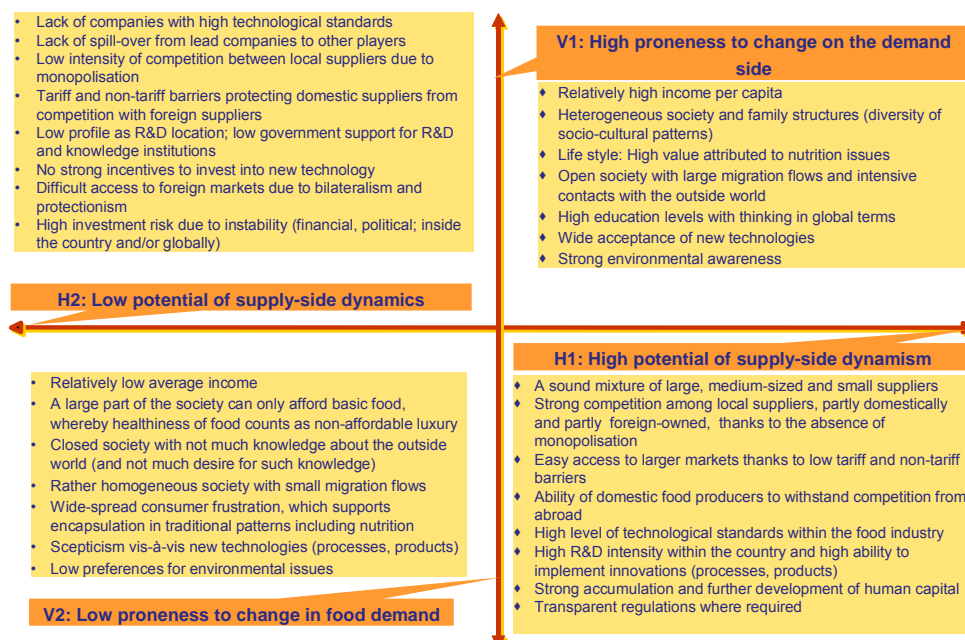 • Lack of companies with high technological standards
• Lack of spill-over from lead companies to other players
• Low intensity of competition between local suppliers due to
monopolisation
• Tariff and non-tariff barriers protecting domestic suppliers from
competition with foreign suppliers
• Low profile as R&D location; low government support for R&D
and knowledge institutions
• No strong incentives to invest into new technology
• Difficult access to foreign markets due to bilateralism and
protectionism
• High investment risk due to instability (financial, political; inside
the country and/or globally)
H2: Low potential of supply-side dynamics
V1: High proneness to change on the demand
side
♦ Relatively high income per capita
♦ Heterogeneous society and family structures (diversity of
socio-cultural patterns)
♦ Life style: High value attributed to nutrition issues
♦ Open society with large migration flows and intensive
contacts with the outside world
♦ High education levels with thinking in global terms
♦ Wide acceptance of new technologies
♦ Strong environmental awareness
• Relatively low average income
• A large part of the society can only afford basic food,
whereby healthiness of food counts as non-affordable luxury
• Closed society with not much knowledge about the outside
world (and not much desire for such knowledge)
• Rather homogeneous society with small migration flows
• Wide-spread consumer frustration, which supports
encapsulation in traditional patterns including nutrition
• Scepticism vis-à-vis new technologies (processes, products)
• Low preferences for environmental issues
V2: Low proneness to change in food demand
H1: High potential of supply-side dynamism
♦ A sound mixture of large, medium-sized and small suppliers
♦ Strong competition among local suppliers, partly domestically
and partly foreign-owned, thanks to the absence of
monopolisation
♦ Easy access to larger markets thanks to low tariff and non-tariff
barriers
♦ Ability of domestic food producers to withstand competition from
abroad
♦ High level of technological standards within the food industry
♦ High R&D intensity within the country and high ability to
implement innovations (processes, products)
♦ Strong accumulation and further development of human capital
♦ Transparent regulations where required